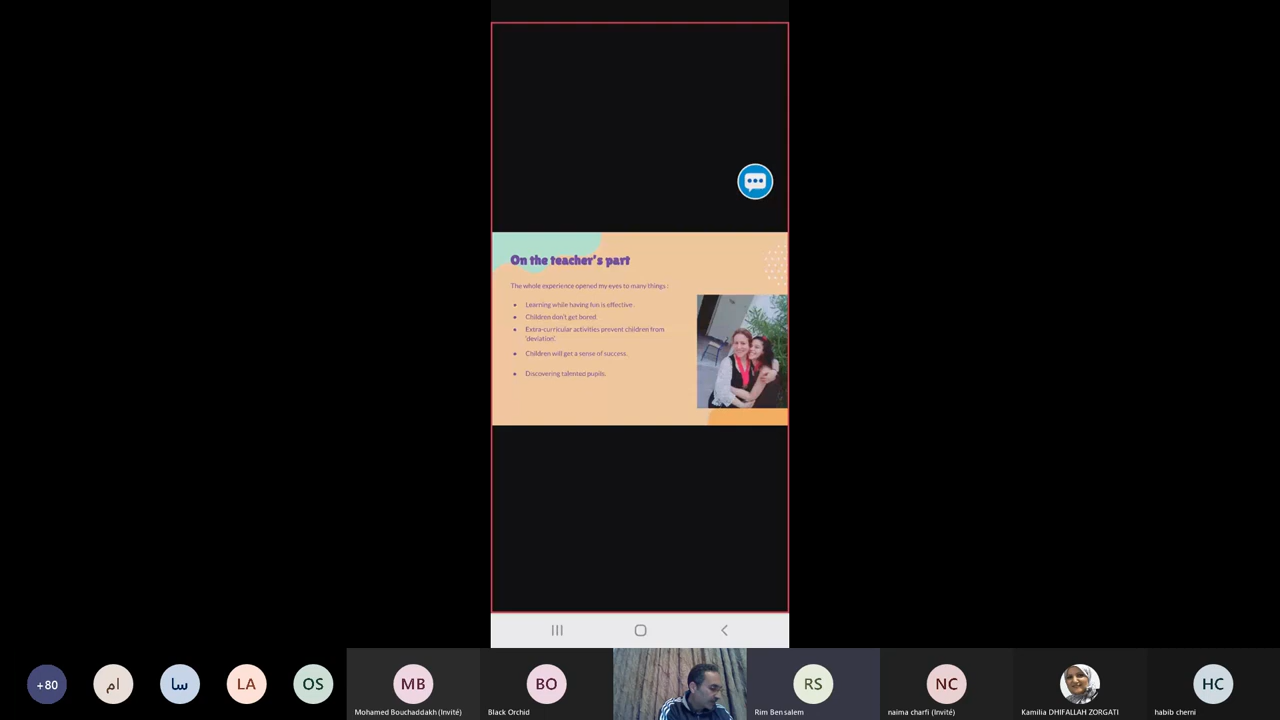 On the teacher's part
The whole experience opened my eyes to many things :
Learning while having fun is effective .
Children don't get bored.
Extra-curricular activities prevent children from
'deviation'.
Children will get a sense of success.
Discovering talented pupils.
+80
ام
سا
LA
OS
MB
BO
RS
NC
HC
Mohamed Bouchaddakh (Invité)
Black Orchid
Rim Ben salem
naima charfi (Invité)
Kamilia DHIFALLAH ZORGATI
habib cherni